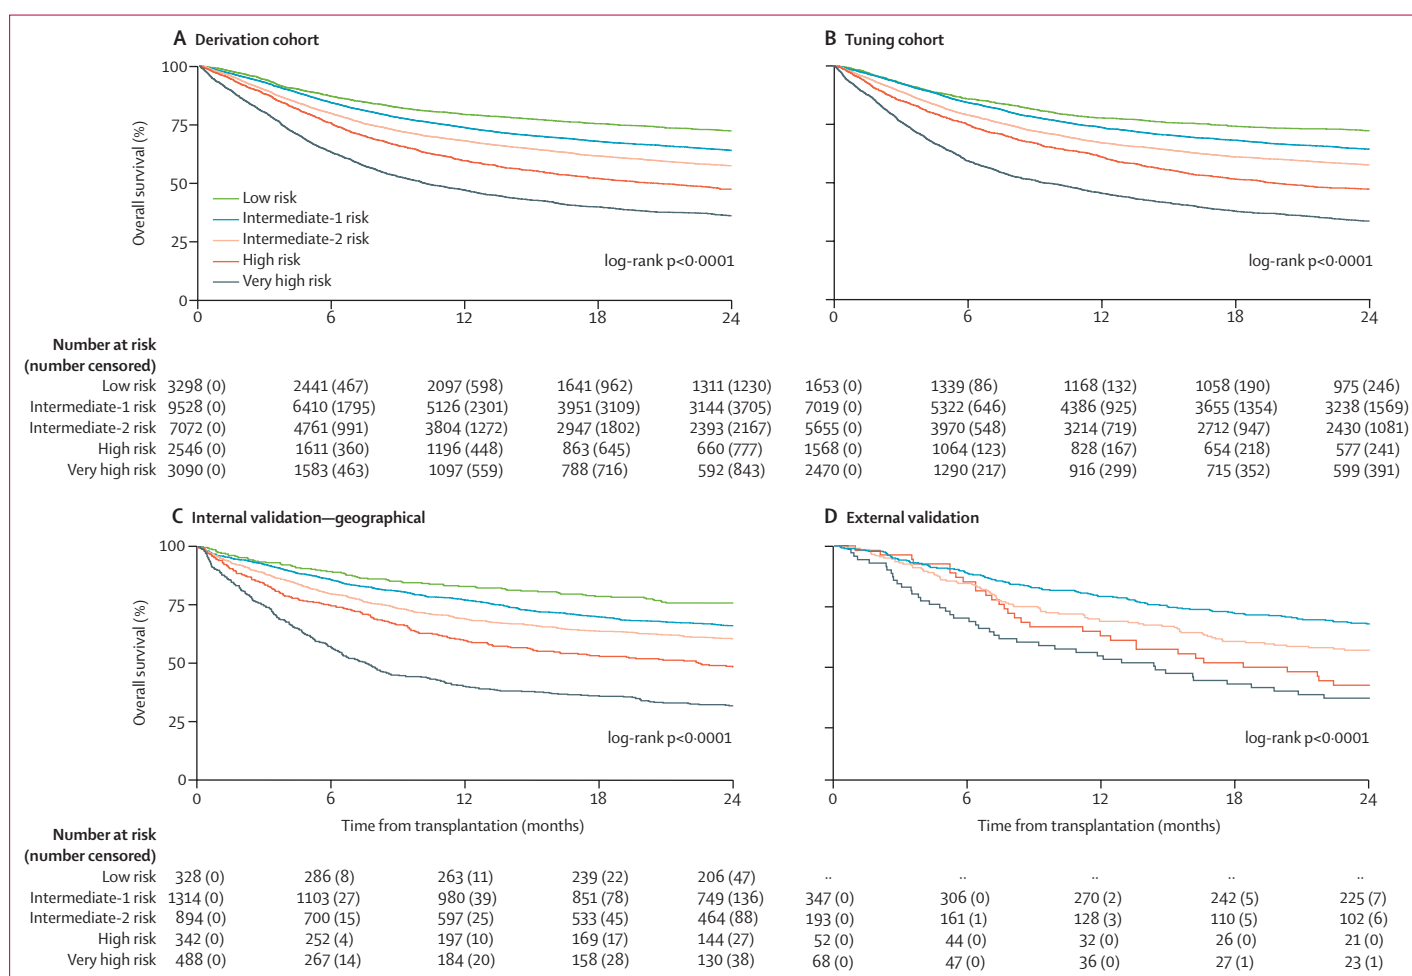 A Derivation cohort
B Tuning cohort
100
75
50
25
0
Overall survival (%)
Low risk
Intermediate-1 risk
Intermediate-2 risk
High risk
Very high risk
log-rank p<0·0001
log-rank p<0·0001
0 6 12 18 24
0 6 12 18 24
Number at risk
(number censored)
Low risk 3298 (0) 2441 (467) 2097 (598) 1641 (962) 1311 (1230) 1653 (0) 1339 (86) 1168 (132) 1058 (190) 975 (246)
Intermediate-1 risk 9528 (0) 6410 (1795) 5126 (2301) 3951 (3109) 3144 (3705) 7019 (0) 5322 (646) 4386 (925) 3655 (1354) 3238 (1569)
Intermediate-2 risk 7072 (0) 4761 (991) 3804 (1272) 2947 (1802) 2393 (2167) 5655 (0) 3970 (548) 3214 (719) 2712 (947) 2430 (1081)
High risk 2546 (0) 1611 (360) 1196 (448) 863 (645) 660 (777) 1568 (0) 1064 (123) 828 (167) 654 (218) 577 (241)
Very high risk 3090 (0) 1583 (463) 1097 (559) 788 (716) 592 (843) 2470 (0) 1290 (217) 916 (299) 715 (352) 599 (391)
C Internal validation—geographical
D External validation
100
75
50
25
0
Overall survival (%)
log-rank p<0·0001
log-rank p<0·0001
0 6 12 18 24
0 6 12 18 24
Time from transplantation (months)
Time from transplantation (months)
Number at risk
(number censored)
Low risk 328 (0) 286 (8) 263 (11) 239 (22) 206 (47) ·· ·· ·· ·· ··
Intermediate-1 risk 1314 (0) 1103 (27) 980 (39) 851 (78) 749 (136) 347 (0) 306 (0) 270 (2) 242 (5) 225 (7)
Intermediate-2 risk 894 (0) 700 (15) 597 (25) 533 (45) 464 (88) 193 (0) 161 (1) 128 (3) 110 (5) 102 (6)
High risk 342 (0) 252 (4) 197 (10) 169 (17) 144 (27) 52 (0) 44 (0) 32 (0) 26 (0) 21 (0)
Very high risk 488 (0) 267 (14) 184 (20) 158 (28) 130 (38) 68 (0) 47 (0) 36 (0) 27 (1) 23 (1)